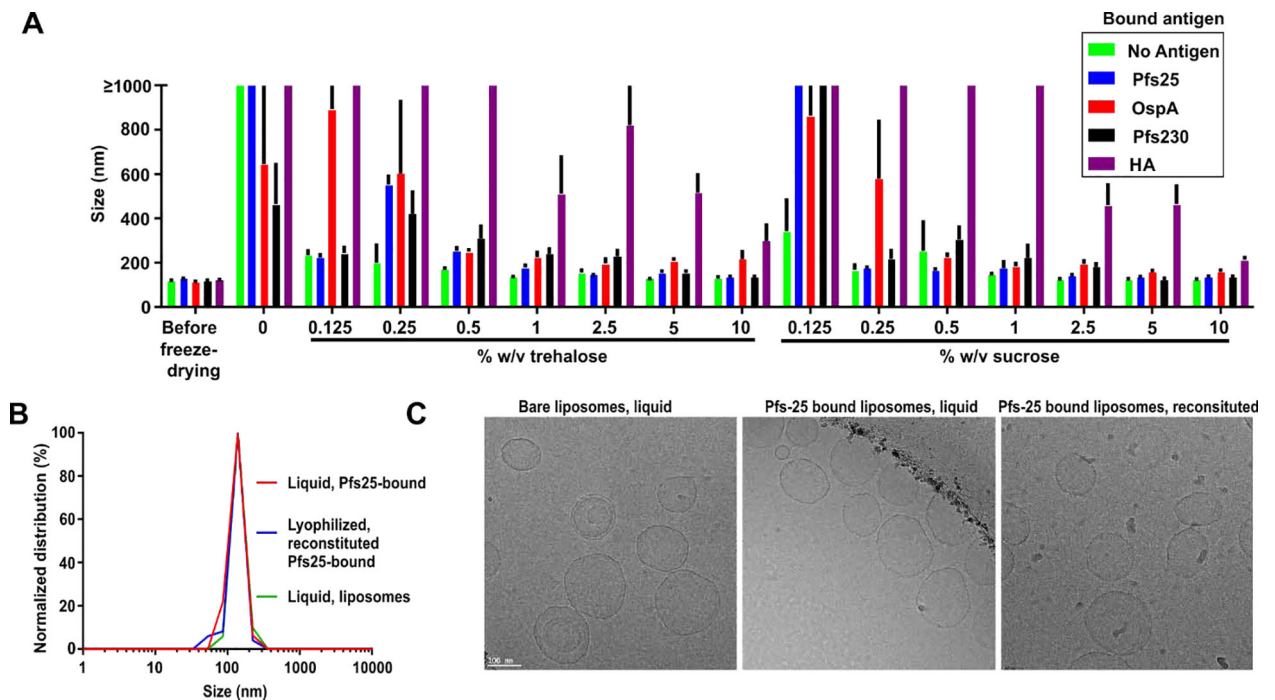 A
Bound antigen
No Antigen
Pfs25
OspA
Pfs230
HA
Size (nm)
≥1000
800
600
400
200
0
Before
freeze-
drying
0 0.125 0.25 0.5 1 2.5 5 10 0.125 0.25 0.5 1 2.5 5 10
% w/v trehalose % w/v sucrose
B
Normalized distribution (%)
100
80
60
40
20
0
1 10 100 1000 10000
Size (nm)
Liquid, Pfs25-bound
Lyophilized,
reconstituted
Pfs25-bound
Liquid, liposomes
C
Bare liposomes, liquid
Pfs-25 bound liposomes, liquid
Pfs-25 bound liposomes, reconsituted
100 nm